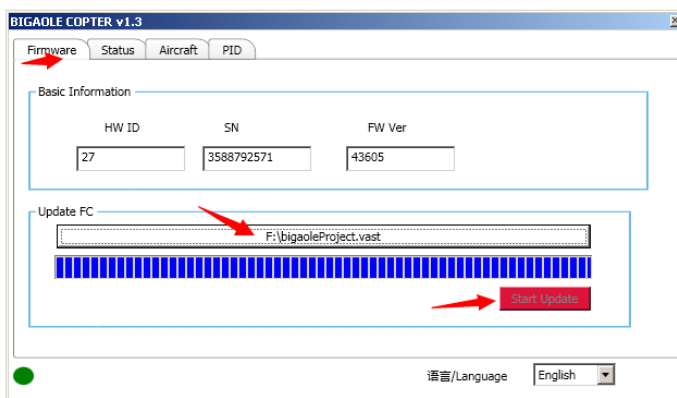 BIGAOLE COPTER v1.3
Firmware Status Aircraft PID
Basic Information
HW ID SN FW Ver
27 3588792571 43605
Update FC
F:\bigaoleProject.vast
Start Update
语言/Language English